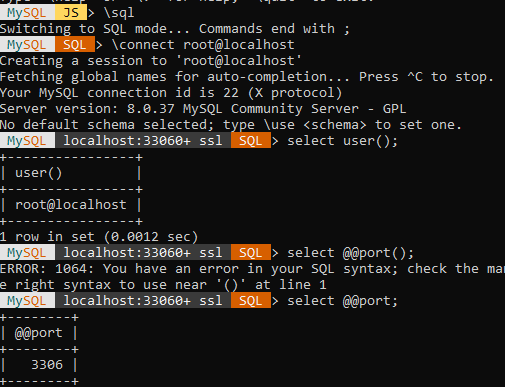 MySQL JS > \sql
Switching to SQL mode... Commands end with ;
MySQL SQL > \connect root@localhost
Creating a session to 'root@localhost'
Fetching global names for auto-completion... Press ^C to stop.
Your MySQL connection id is 22 (X protocol)
Server version: 8.0.37 MySQL Community Server - GPL
No default schema selected; type \use <schema> to set one.
MySQL localhost:33060+ ssl SQL > select user();
+----------------+
| user()         |
+----------------+
| root@localhost |
+----------------+
1 row in set (0.0012 sec)
MySQL localhost:33060+ ssl SQL > select @@port();
ERROR: 1064: You have an error in your SQL syntax; check the ma
e right syntax to use near '()' at line 1
MySQL localhost:33060+ ssl SQL > select @@port;
+--------+
| @@port |
+--------+
|   3306 |
+--------+